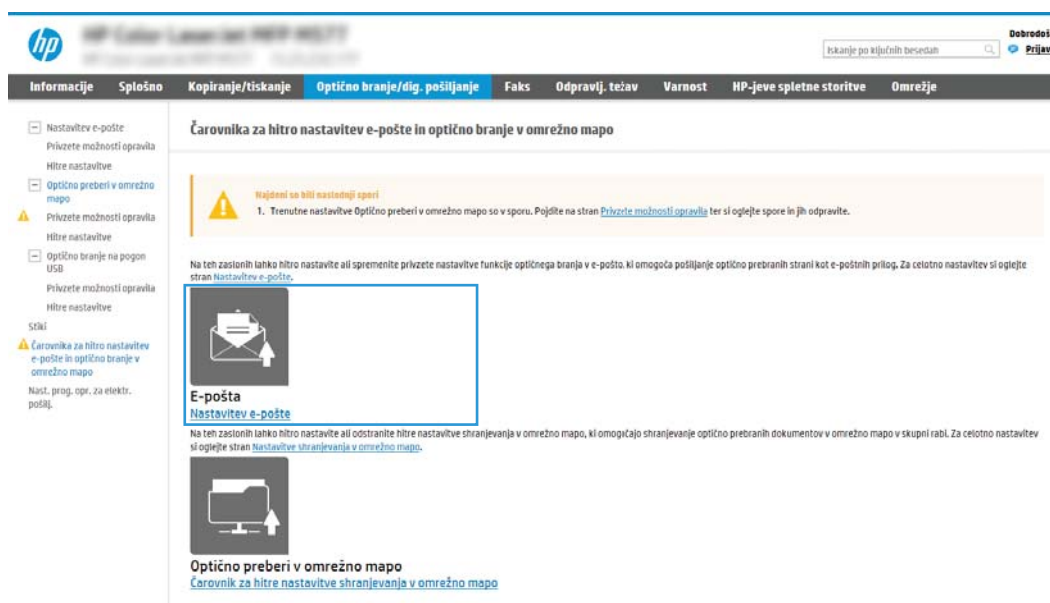 hp
Dobrodoš
Iskanje po ključnih besedah
Prijav
Informacije Splošno Kopiranje/tiskanje Optično branje/dig. pošiljanje Faks Odpravlj. težav Varnost HP-jeve spletne storitve Omrežje
Nastavitev e-pošte
Privzete možnosti opravila
Hitre nastavitve
Optično preberi v omrežno
mapo
Privzete možnosti opravila
Hitre nastavitve
Optično branje na pogon
USB
Privzete možnosti opravila
Hitre nastavitve
Stiki
Čarovnika za hitro nastavitev
e-pošte in optično branje v
omrežno mapo
Nast. prog. opr. za elektr.
pošilj.
Čarovnika za hitro nastavitev e-pošte in optično branje v omrežno mapo
Najdeni so bili naslednji spori
1. Trenutne nastavitve Optično preberi v omrežno mapo so v sporu. Pojdite na stran Privzete možnosti opravila ter si oglejte spore in jih odpravite.
Na teh zaslonih lahko hitro nastavite ali spremenite privzete nastavitve funkcije optičnega branja v e-pošto, ki omogoča pošiljanje optično prebranih strani kot e-poštnih prilog. Za celotno nastavitev si oglejte
stran Nastavitev e-pošte.
E-pošta
Nastavitev e-pošte
Na teh zaslonih lahko hitro nastavite ali odstranite hitre nastavitve shranjevanja v omrežno mapo, ki omogočajo shranjevanje optično prebranih dokumentov v omrežno mapo v skupni rabi. Za celotno nastavitev
si oglejte stran Nastavitev shranjevanja v omrežno mapo.
Optično preberi v omrežno mapo
Čarovnik za hitre nastavitve shranjevanja v omrežno mapo